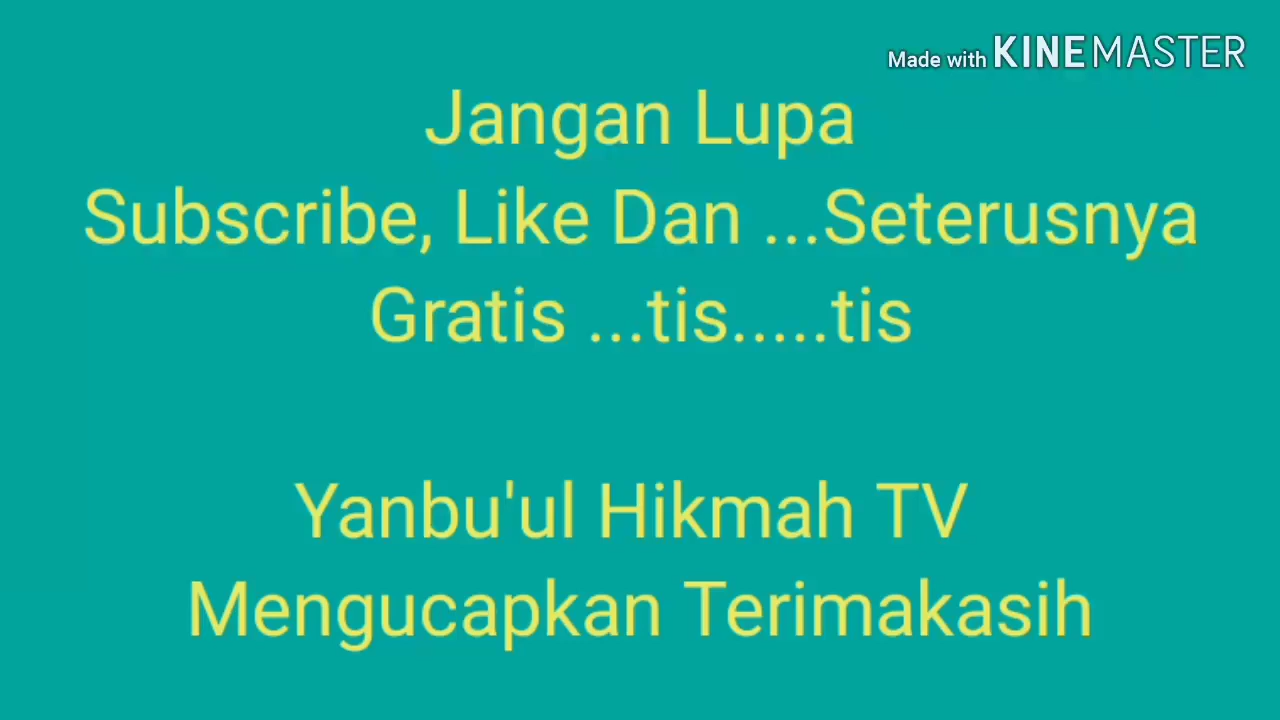 Made with KINEMASTER
Jangan Lupa
Subscribe, Like Dan ...Seterusnya
Gratis ...tis.....tis
Yanbu'ul Hikmah TV
Mengucapkan Terimakasih